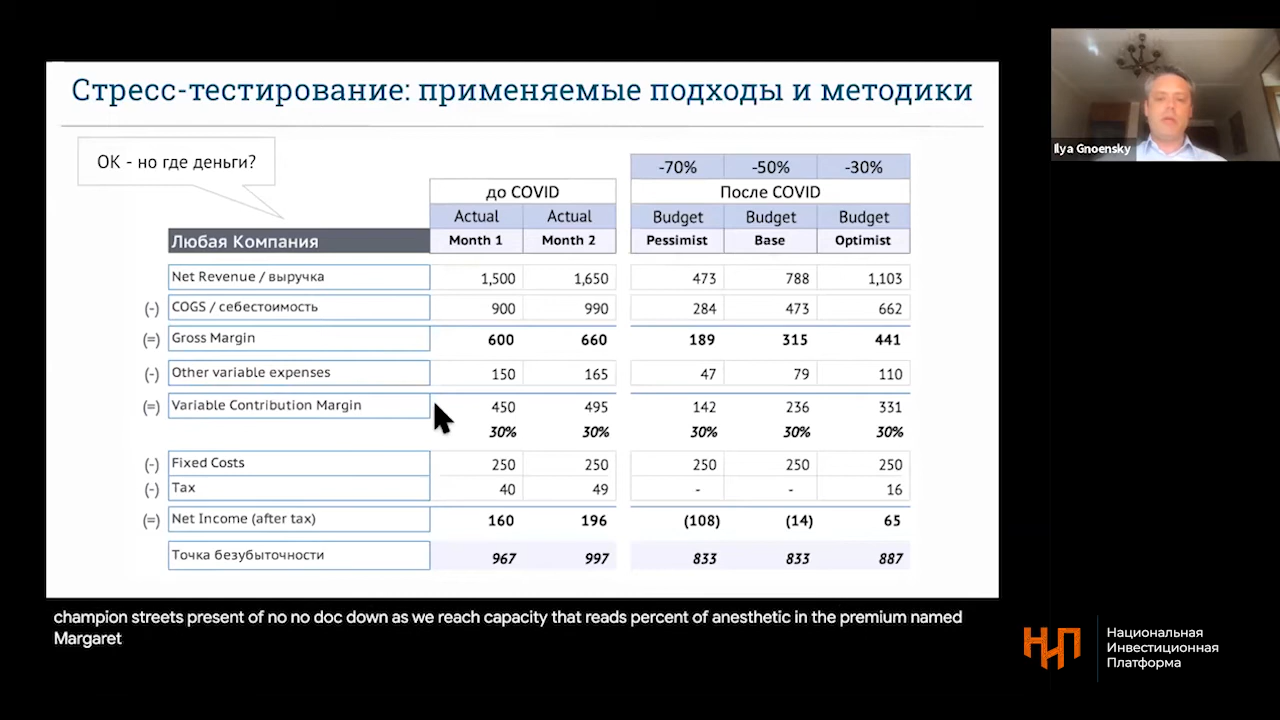 Стресс-тестирование: применяемые подходы и методики
ОК - но где деньги?
-70% -50% -30%
до COVID После COVID
Actual Actual Budget Budget Budget
Любая Компания Month 1 Month 2 Pessimist Base Optimist
Net Revenue / выручка 1,500 1,650 473 788 1,103
(-) COGS / себестоимость 900 990 284 473 662
(=) Gross Margin 600 660 189 315 441
(-) Other variable expenses 150 165 47 79 110
(=) Variable Contribution Margin 450 495 142 236 331
30% 30% 30% 30% 30%
(-) Fixed Costs 250 250 250 250 250
(-) Tax 40 49 - - 16
(=) Net Income (after tax) 160 196 (108) (14) 65
Точка безубыточности 967 997 833 833 887
champion streets present of no no doc down as we reach capacity that reads percent of anesthetic in the premium named
Margaret
Ilya Gnoensky
НИП
Национальная
Инвестиционная
Платформа